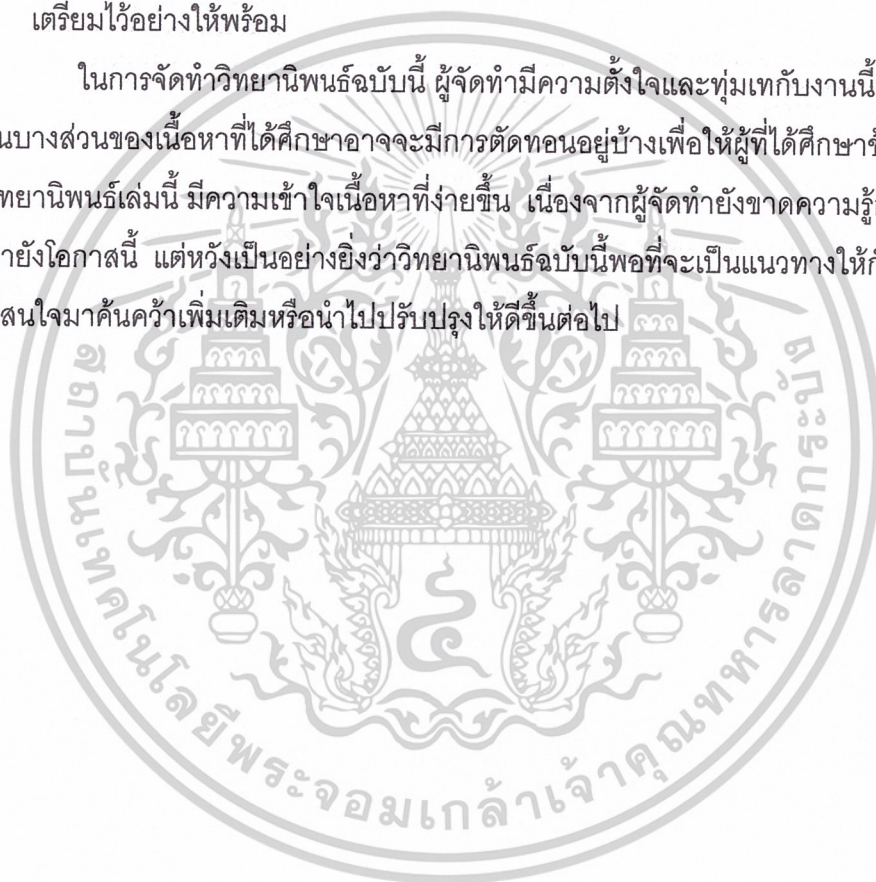 เตรียมไว้อย่างให้พร้อม
ในการจัดทำวิทยานิพนธ์ฉบับนี้ ผู้จัดทำมีความตั้งใจและทุ่มเทกับงานนี้
นบางส่วนของเนื้อหาที่ได้ศึกษาอาจจะมีการตัดทอนอยู่บ้างเพื่อให้ผู้ที่ได้ศึกษา
ทยานิพนธ์เล่มนี้ มีความเข้าใจเนื้อหาที่ง่ายขึ้น เนื่องจากผู้จัดทำยังขาดความรู้
ายังโอกาสนี้ แต่หวังเป็นอย่างยิ่งว่าวิทยานิพนธ์ฉบับนี้พอที่จะเป็นแนวทางให้
สนใจมาค้นคว้าเพิ่มเติมหรือนำไปปรับปรุงให้ดีขึ้นต่อไป
สถาบันเทคโนโลยีพระจอมเกล้าเจ้าคุณทหารลาดกระบัง